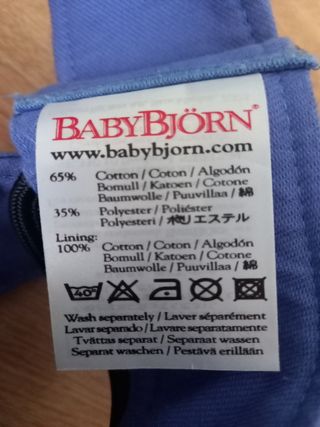 BABYBJÖRN®
www.babybjorn.com
65% Cotton / Coton / Algodón
Bomull / Katoen / Cotone
Baumwolle / Puuvillaa / 綿
35% Polyester / Poliéster
Polyesteri / ポリエステル
Lining:
100% Cotton / Coton / Algodón
Bomull / Katoen / Cotone
Baumwolle / Puuvillaa / 綿
40°
Wash separately / Laver séparément
Lavar separado / Lavare separatamente
Tvättas separat / Separaat wassen
Separat waschen / Pestävä erillään